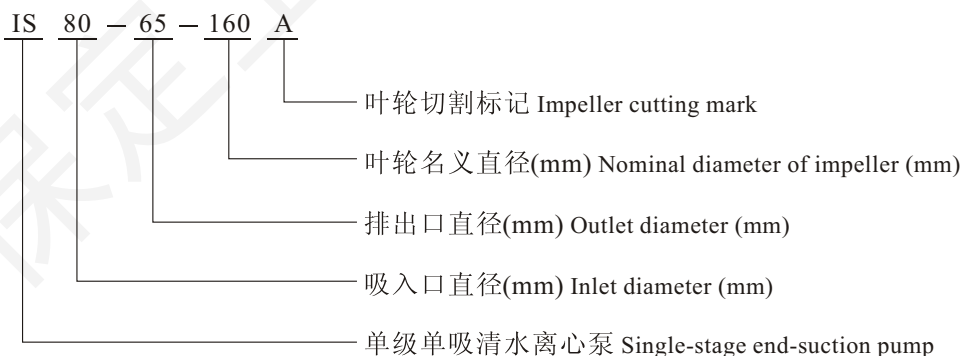 IS 80 – 65 – 160 A
叶轮切割标记 Impeller cutting mark
叶轮名义直径(mm) Nominal diameter of impeller (mm)
排出口直径(mm) Outlet diameter (mm)
吸入口直径(mm) Inlet diameter (mm)
单级单吸清水离心泵 Single-stage end-suction pump
保定